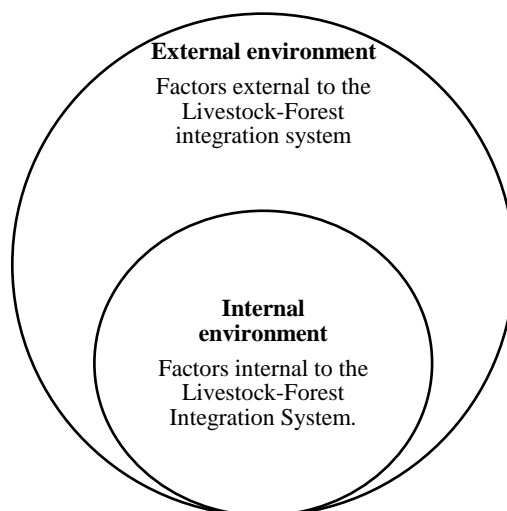 External environment
Factors external to the
Livestock-Forest
integration system
Internal
environment
Factors internal to the
Livestock-Forest
Integration System.